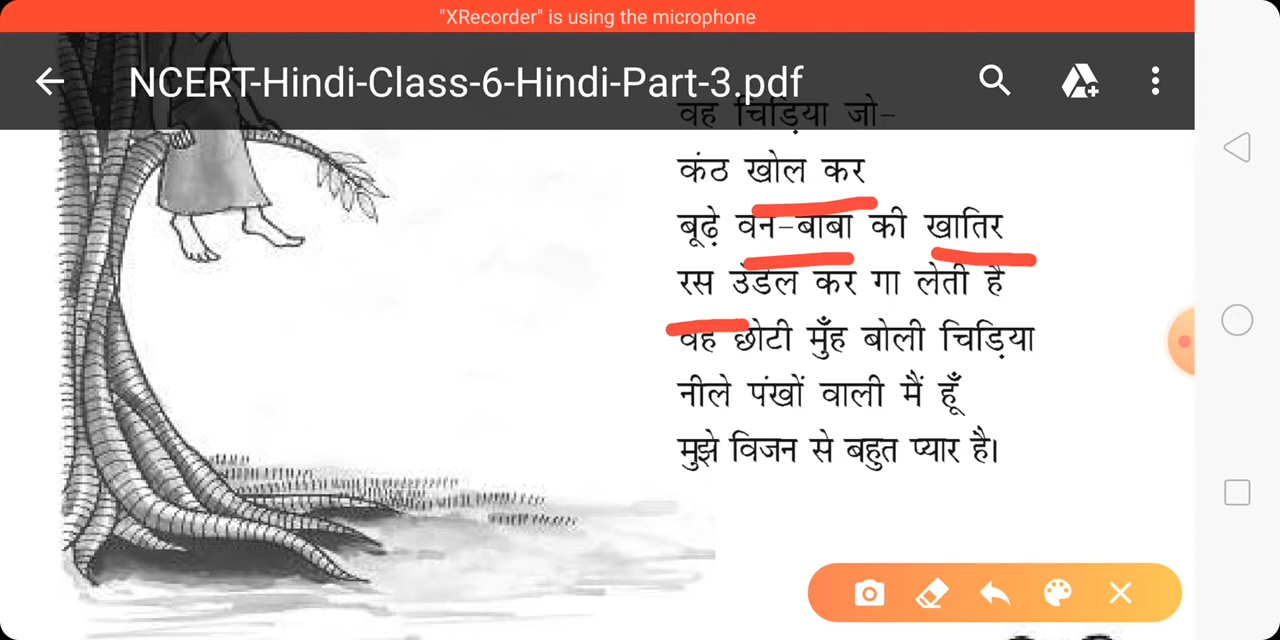 "XRecorder" is using the microphone
NCERT-Hindi-Class-6-Hindi-Part-3.pdf
वह चिड़िया जो-
कंठ खोल कर
बूढ़े वन-बाबा की खातिर
रस उँडेल कर गा लेती है
वह छोटी मुँह बोली चिड़िया
नीले पंखों वाली मैं हूँ
मुझे विजन से बहुत प्यार है।